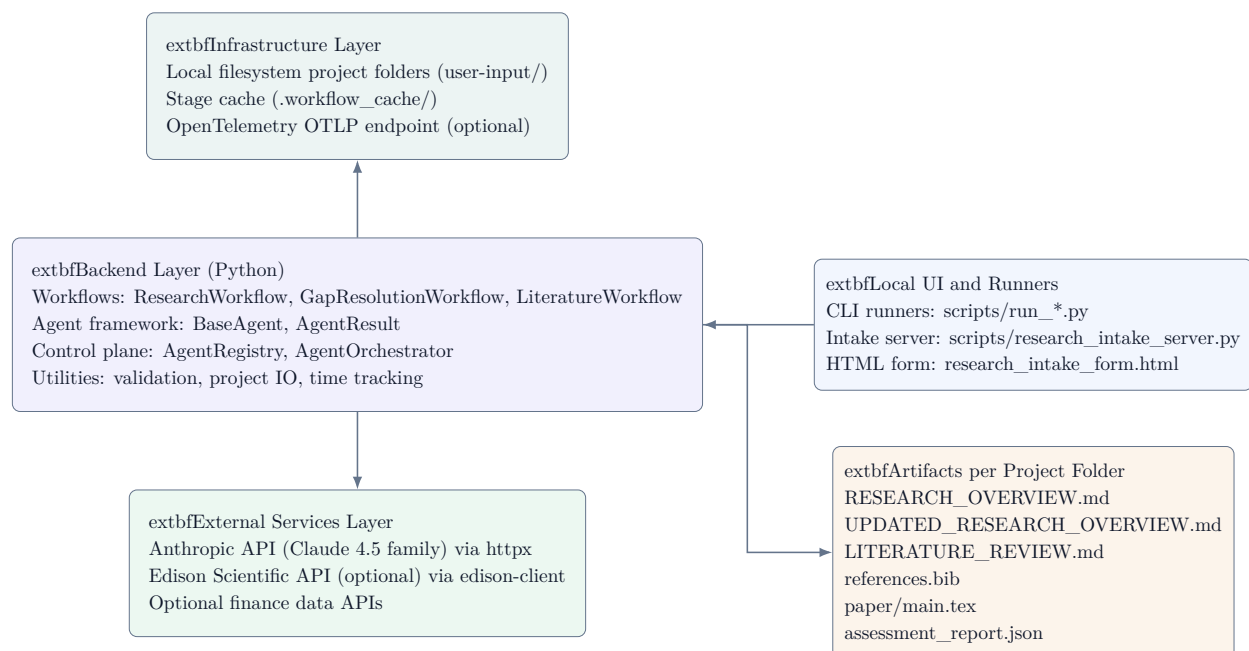 extbfInfrastructure Layer
Local filesystem project folders (user-input/)
Stage cache (.workflow_cache/)
OpenTelemetry OTLP endpoint (optional)
extbfBackend Layer (Python)
Workflows: ResearchWorkflow, GapResolutionWorkflow, LiteratureWorkflow
Agent framework: BaseAgent, AgentResult
Control plane: AgentRegistry, AgentOrchestrator
Utilities: validation, project IO, time tracking
extbfLocal UI and Runners
CLI runners: scripts/run_*.py
Intake server: scripts/research_intake_server.py
HTML form: research_intake_form.html
extbfExternal Services Layer
Anthropic API (Claude 4.5 family) via httpx
Edison Scientific API (optional) via edison-client
Optional finance data APIs
extbfArtifacts per Project Folder
RESEARCH_OVERVIEW.md
UPDATED_RESEARCH_OVERVIEW.md
LITERATURE_REVIEW.md
references.bib
paper/main.tex
assessment_report.json